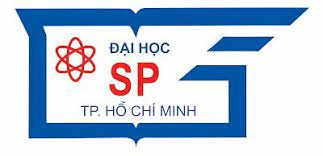 ĐẠI HỌC
SP
TP. HỒ CHÍ MINH